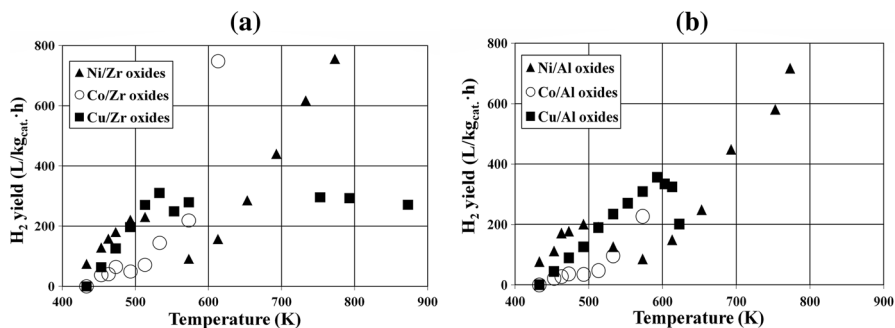 (a)
800
600
400
200
0
H₂ yield (L/kg_cat.·h)
Ni/Zr oxides
Co/Zr oxides
Cu/Zr oxides
400 500 600 700 800 900
Temperature (K)
(b)
800
600
400
200
0
H₂ yield (L/kg_cat.·h)
Ni/Al oxides
Co/Al oxides
Cu/Al oxides
400 500 600 700 800 900
Temperature (K)